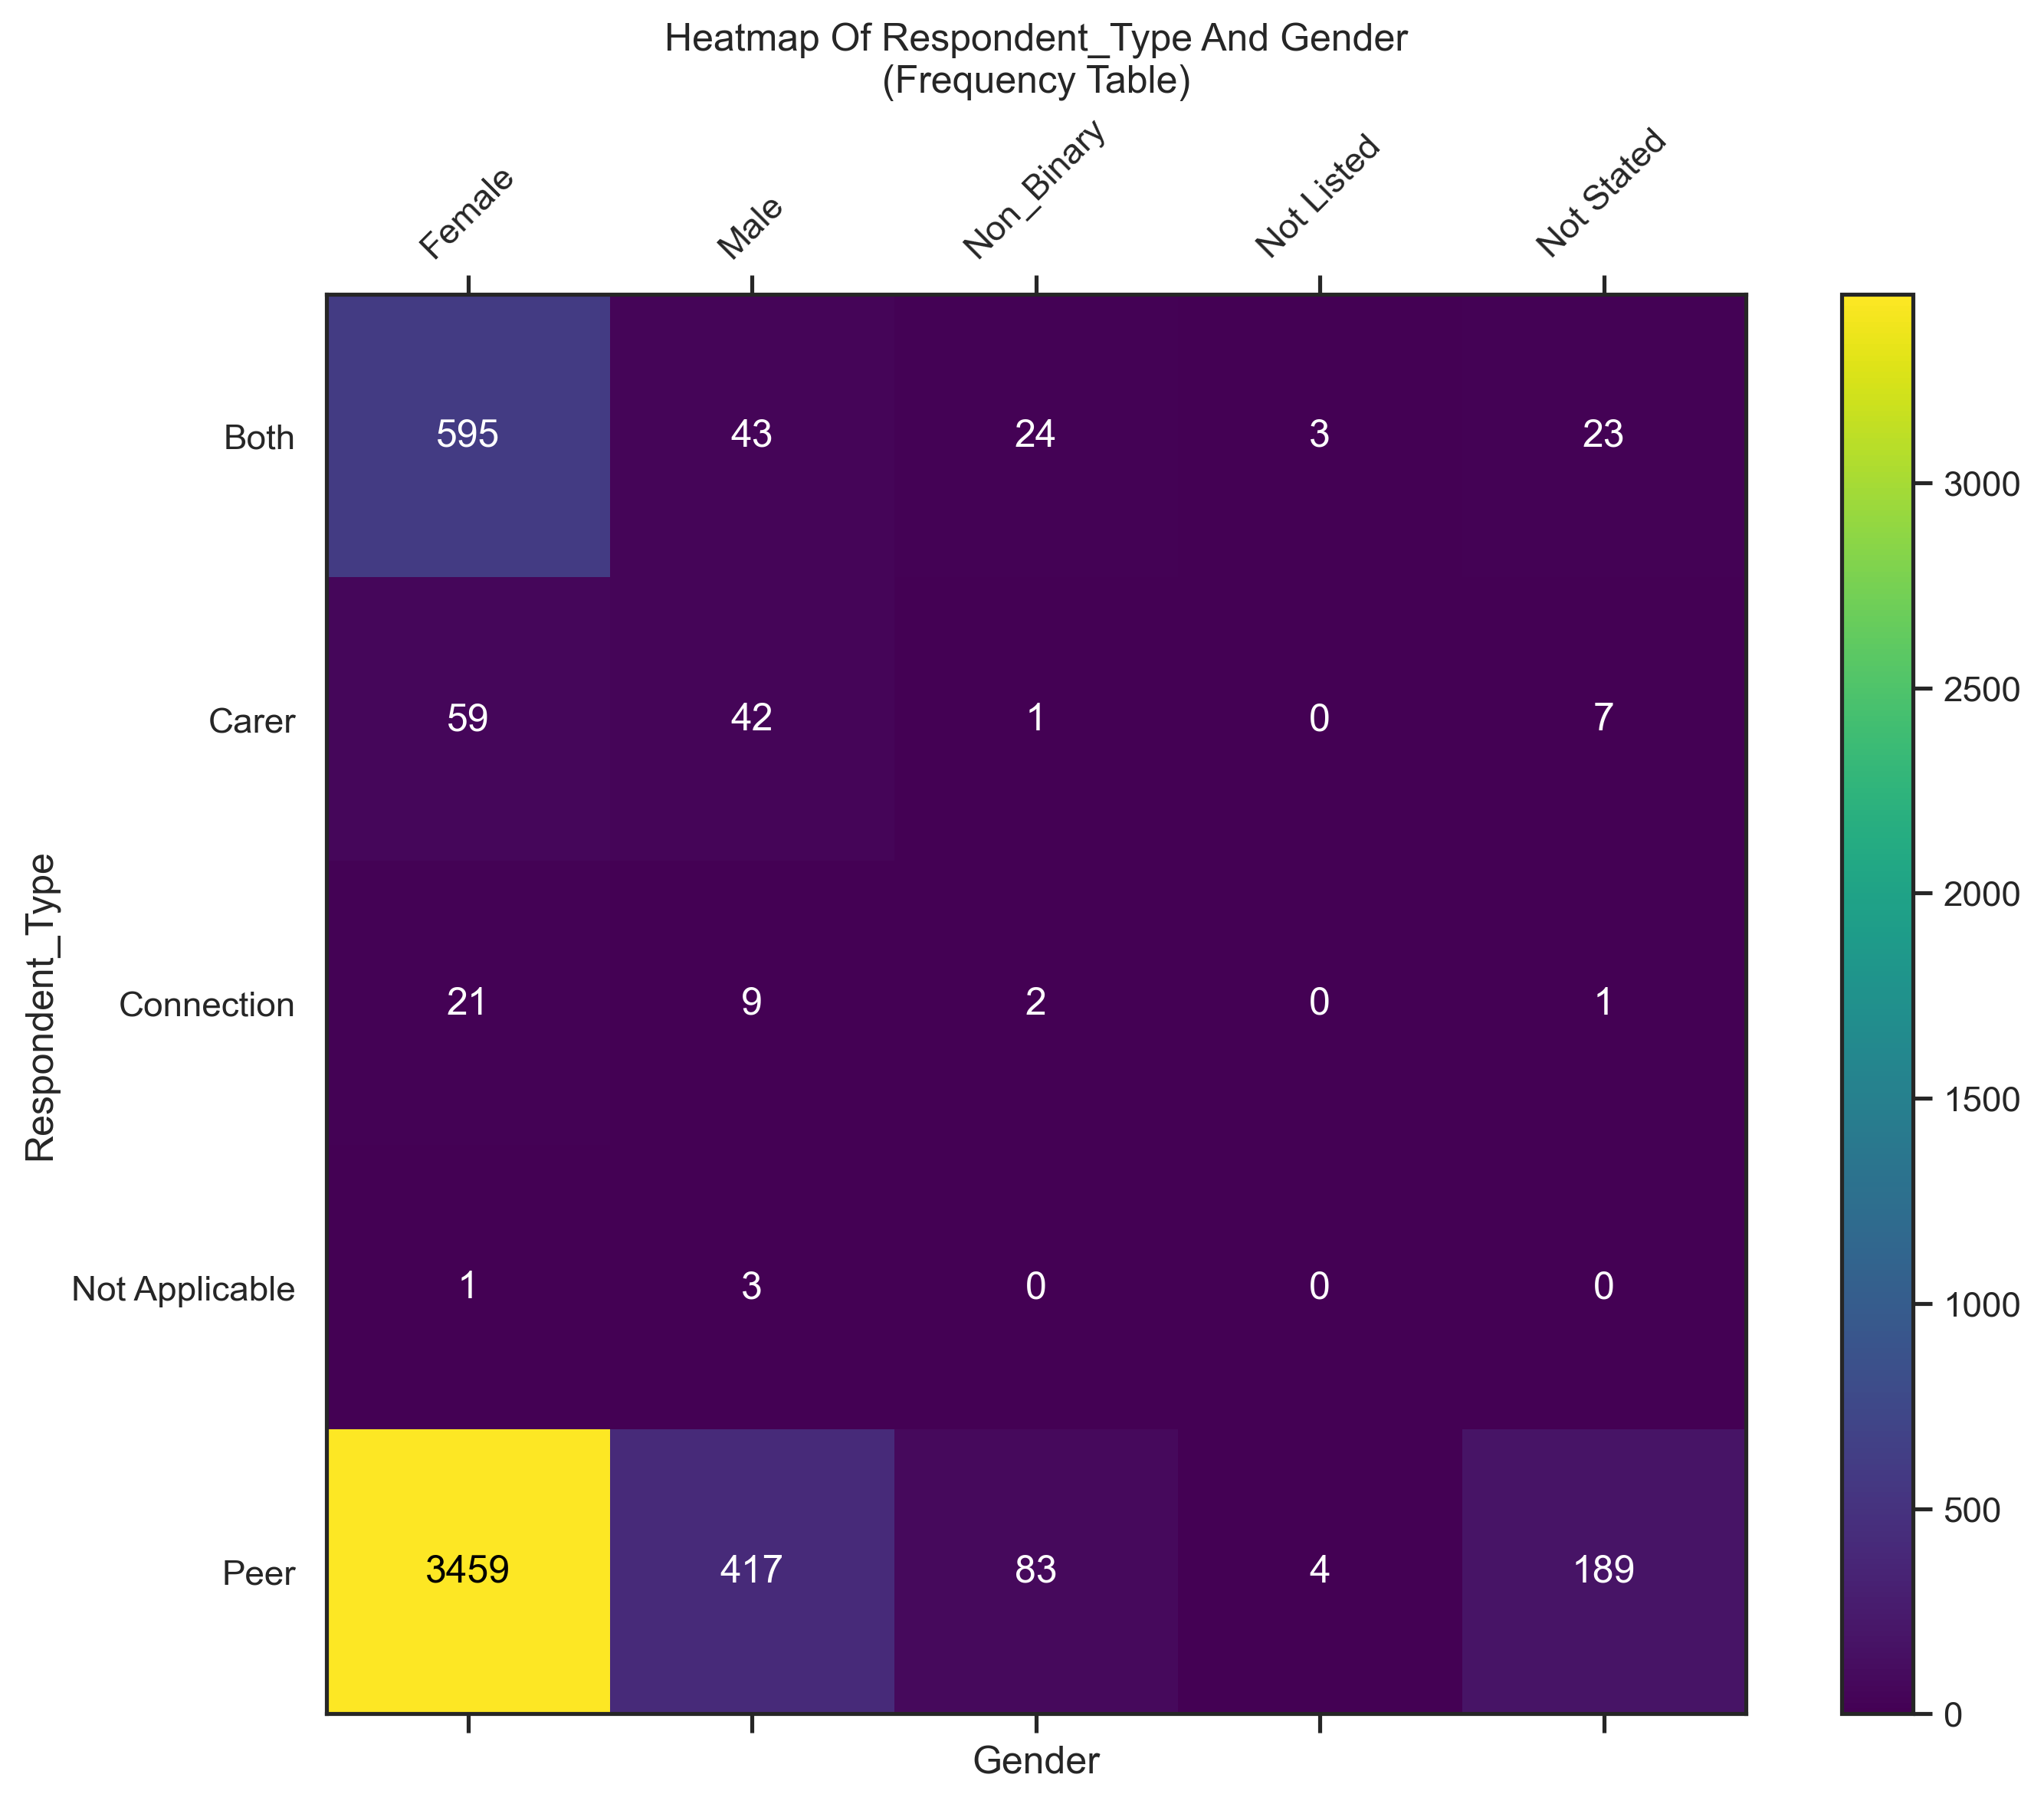 Heatmap Of Respondent_Type And Gender
(Frequency Table)
Female Male Non_Binary Not Listed Not Stated
Both 595 43 24 3 23
Carer 59 42 1 0 7
Connection 21 9 2 0 1
Not Applicable 1 3 0 0 0
Peer 3459 417 83 4 189
Respondent_Type
Gender
3000
2500
2000
1500
1000
500
0